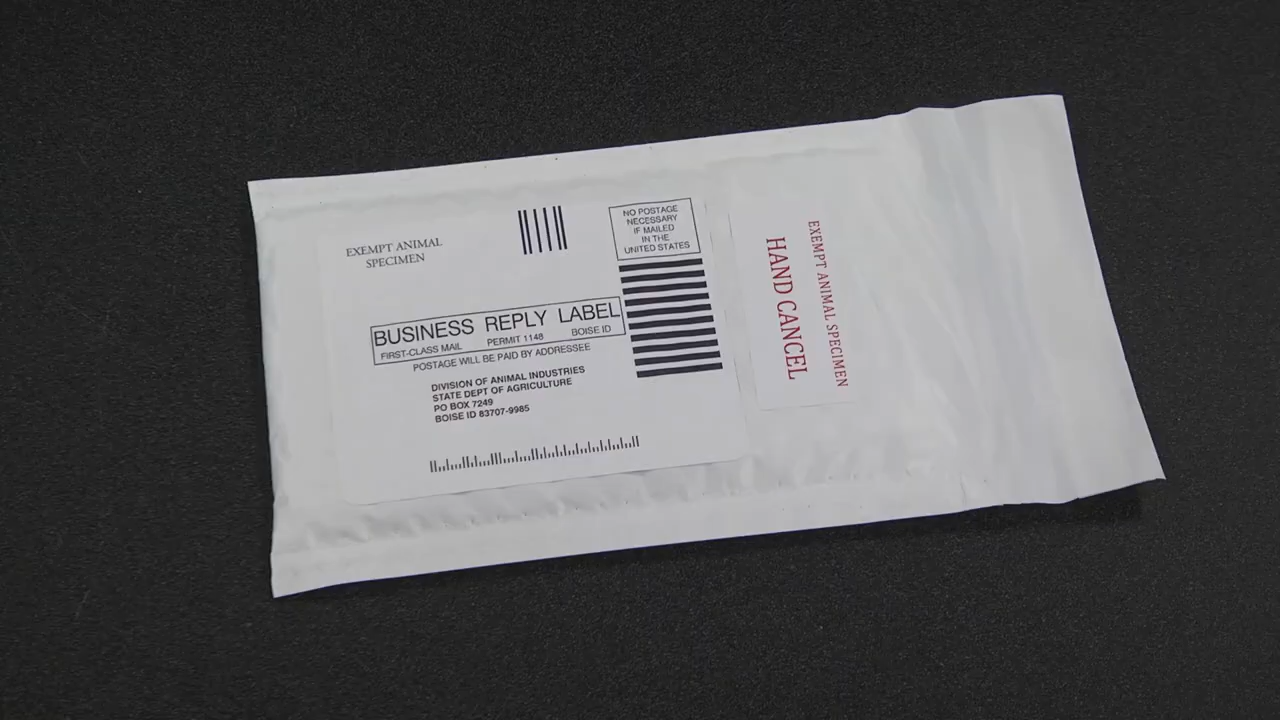 EXEMPT ANIMAL
SPECIMEN
NO POSTAGE
NECESSARY
IF MAILED
IN THE
UNITED STATES
BUSINESS REPLY LABEL
FIRST-CLASS MAIL PERMIT 1148 BOISE ID
POSTAGE WILL BE PAID BY ADDRESSEE
DIVISION OF ANIMAL INDUSTRIES
STATE DEPT OF AGRICULTURE
PO BOX 7249
BOISE ID 83707-9985
EXEMPT ANIMAL SPECIMEN
HAND CANCEL